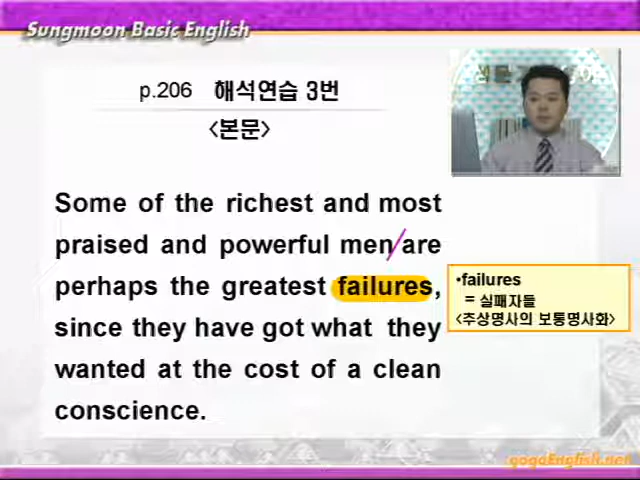 Sungmoon Basic English
p.206 해석연습 3번
<본문>
Some of the richest and most
praised and powerful men/are
perhaps the greatest failures,
since they have got what they
wanted at the cost of a clean
conscience.
•failures
= 실패자들
<추상명사의 보통명사화>
gogoEnglish.net